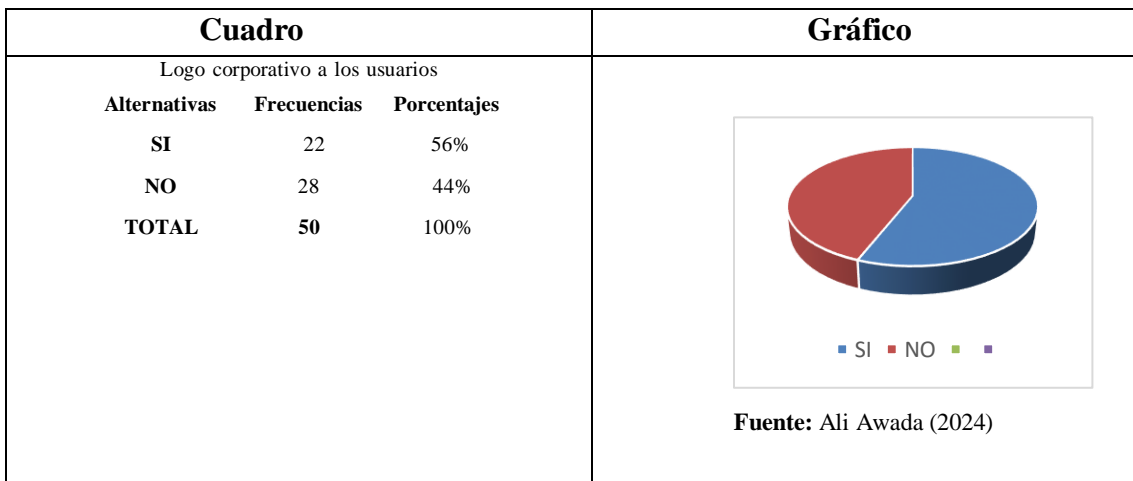 Cuadro
Gráfico
Logo corporativo a los usuarios
Alternativas Frecuencias Porcentajes
SI 22 56%
NO 28 44%
TOTAL 50 100%
SI NO
Fuente: Ali Awada (2024)